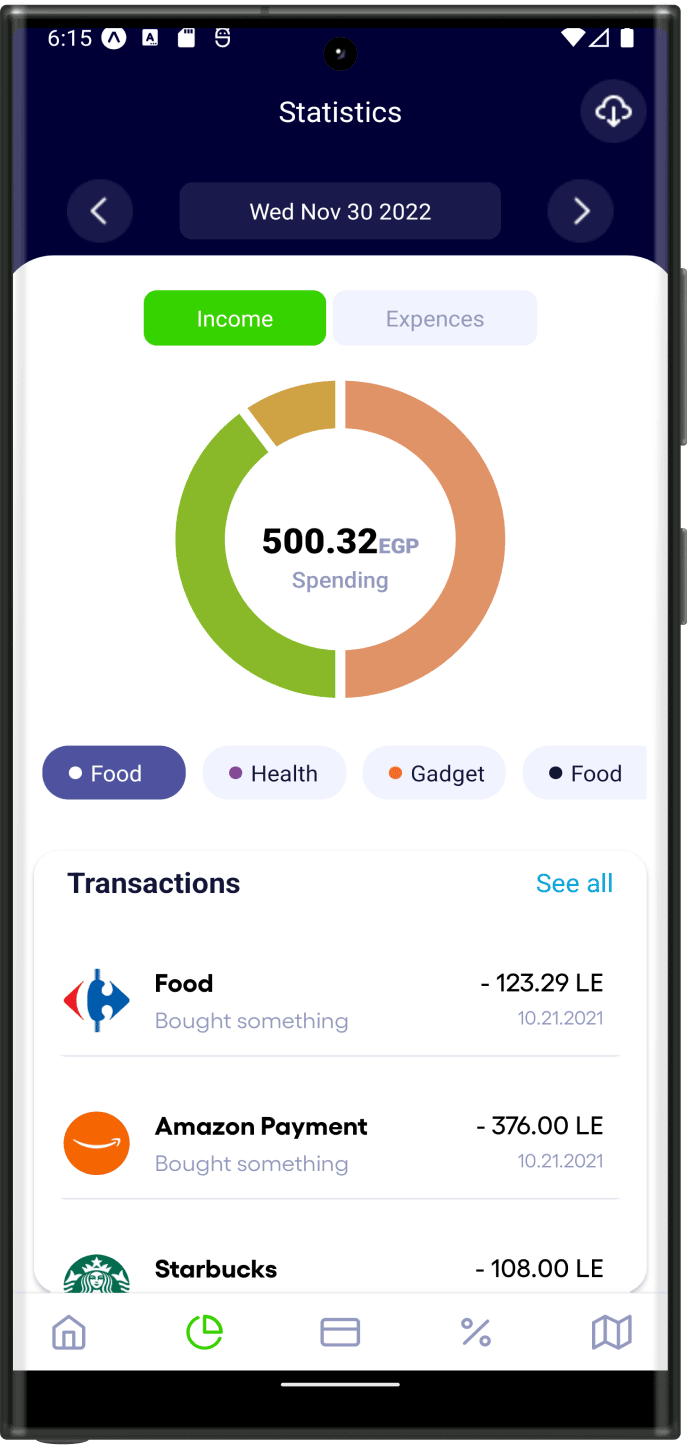 6:15
Statistics
Wed Nov 30 2022
Income Expences
500.32EGP
Spending
Food Health Gadget Food
Transactions See all
Food - 123.29 LE
Bought something 10.21.2021
Amazon Payment - 376.00 LE
Bought something 10.21.2021
Starbucks - 108.00 LE